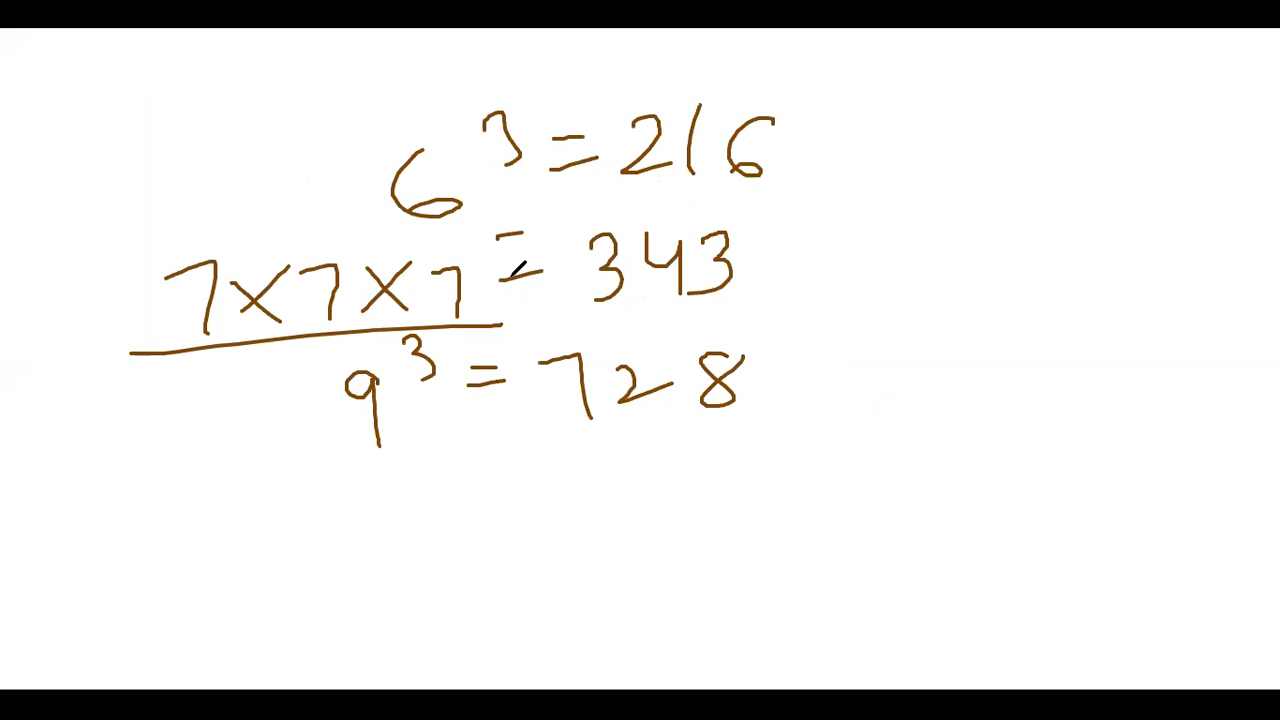 6³ = 216
7×7×7 = 343
9³ = 728